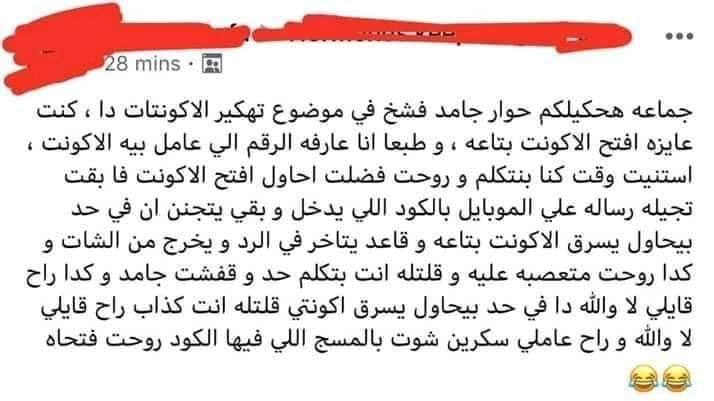 28 mins ·
جماعه هحكيلكم حوار جامد فشخ في موضوع تهكير الاكونتات دا ، كنت
عايزه افتح الاكونت بتاعه ، و طبعا انا عارفه الرقم الي عامل بيه الاكونت ،
استنيت وقت كنا بنتكلم و روحت فضلت احاول افتح الاكونت فا بقت
تجيله رساله علي الموبايل بالكود اللي يدخل و بقي يتجنن ان في حد
بيحاول يسرق الاكونت بتاعه و قاعد يتاخر في الرد و يخرج من الشات و
كدا روحت متعصبه عليه و قلتله انت بتكلم حد و قفشت جامد و كدا راح
قايلي لا والله دا في حد بيحاول يسرق اكونتي قلتله انت كذاب راح قايلي
لا والله و راح عاملي سكرين شوت بالمسج اللي فيها الكود روحت فتحاه
😂😂